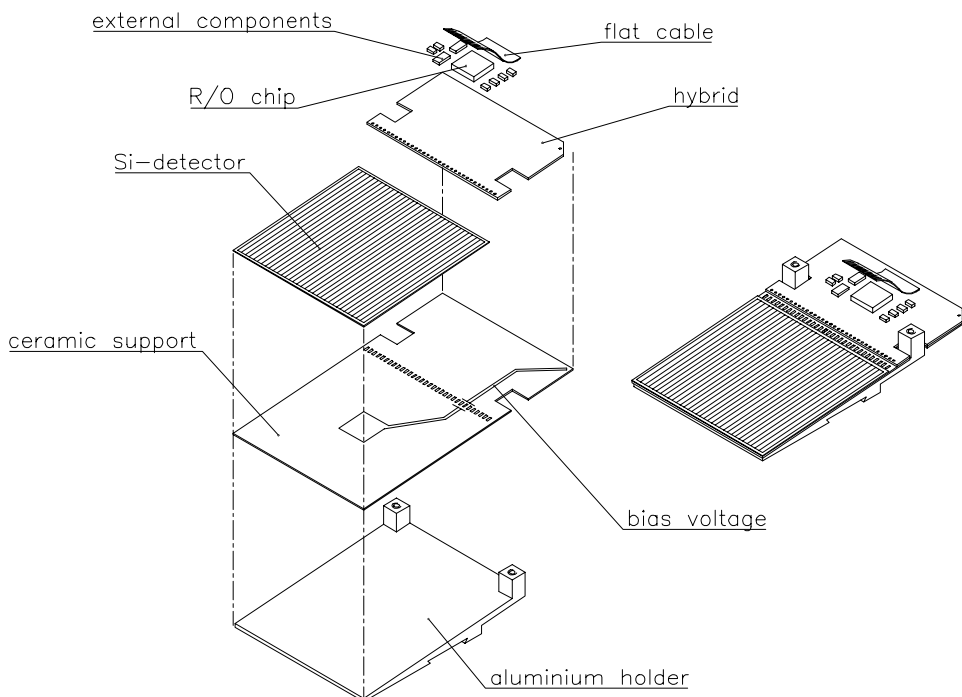 external components
flat cable
R/O chip
hybrid
Si-detector
ceramic support
bias voltage
aluminium holder